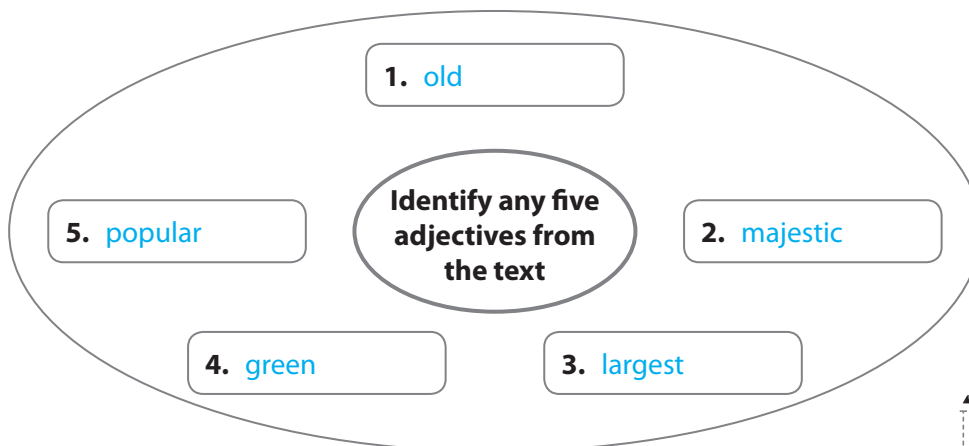 1. old
Identify any five
adjectives from
the text
2. majestic
3. largest
4. green
5. popular